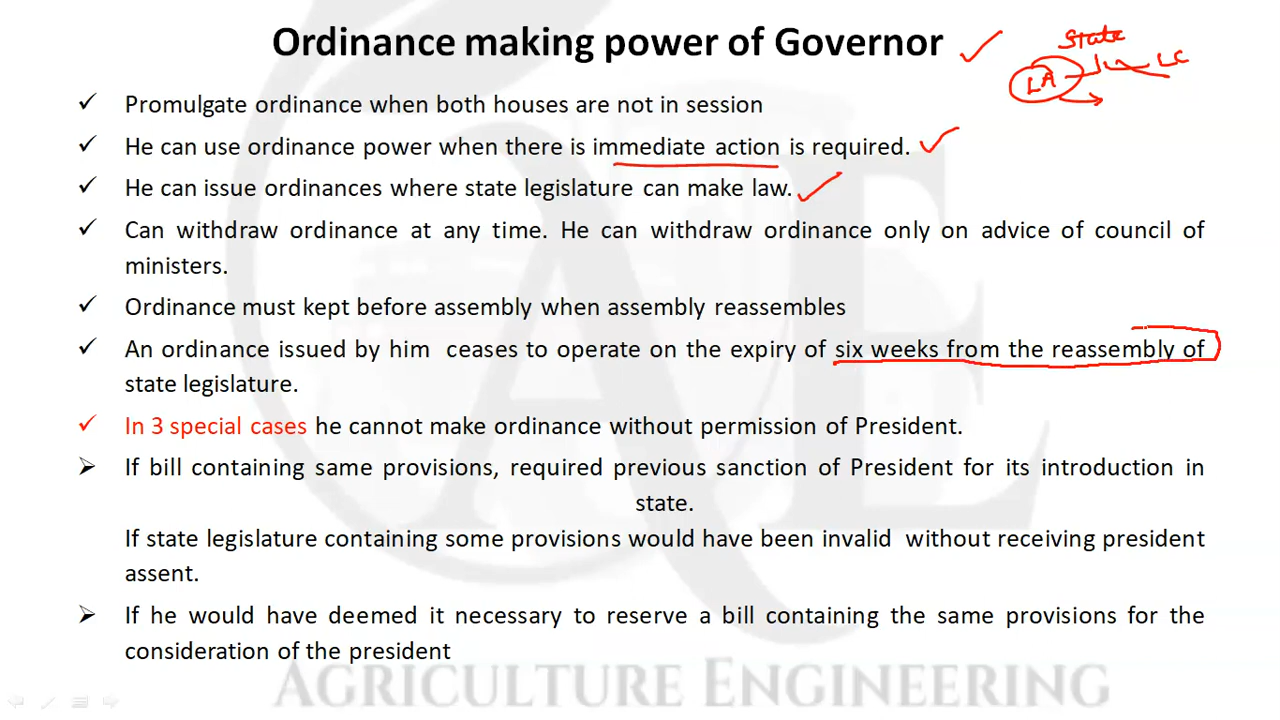 Ordinance making power of Governor
State
LA
LC
✓ Promulgate ordinance when both houses are not in session
✓ He can use ordinance power when there is immediate action is required.
✓ He can issue ordinances where state legislature can make law.
✓ Can withdraw ordinance at any time. He can withdraw ordinance only on advice of council of
ministers.
✓ Ordinance must kept before assembly when assembly reassembles
✓ An ordinance issued by him ceases to operate on the expiry of six weeks from the reassembly of
state legislature.
✓ In 3 special cases he cannot make ordinance without permission of President.
➢ If bill containing same provisions, required previous sanction of President for its introduction in
state.
If state legislature containing some provisions would have been invalid without receiving president
assent.
➢ If he would have deemed it necessary to reserve a bill containing the same provisions for the
consideration of the president
AGRICULTURE ENGINEERING